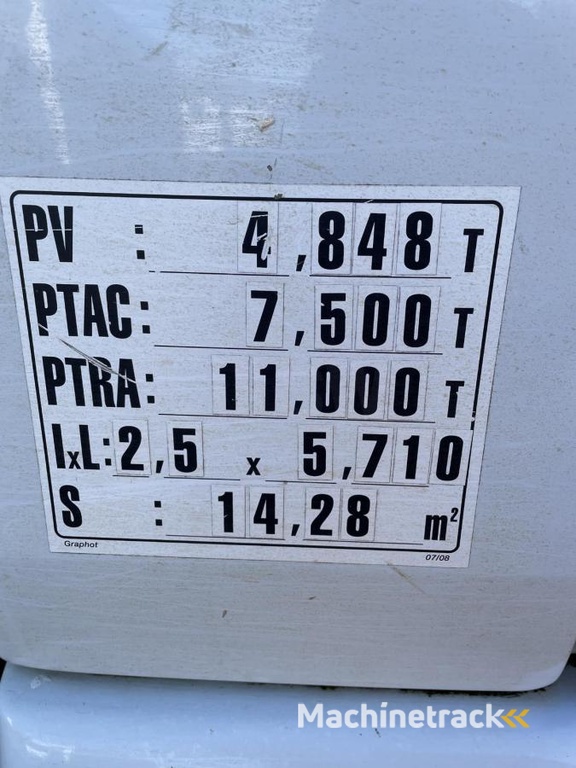 PV : 4,848 T
PTAC: 7,500 T
PTRA: 11,000 T
lxL: 2,5 x 5,710
S : 14,28 m²
Graphot 07/08
Machinetrack